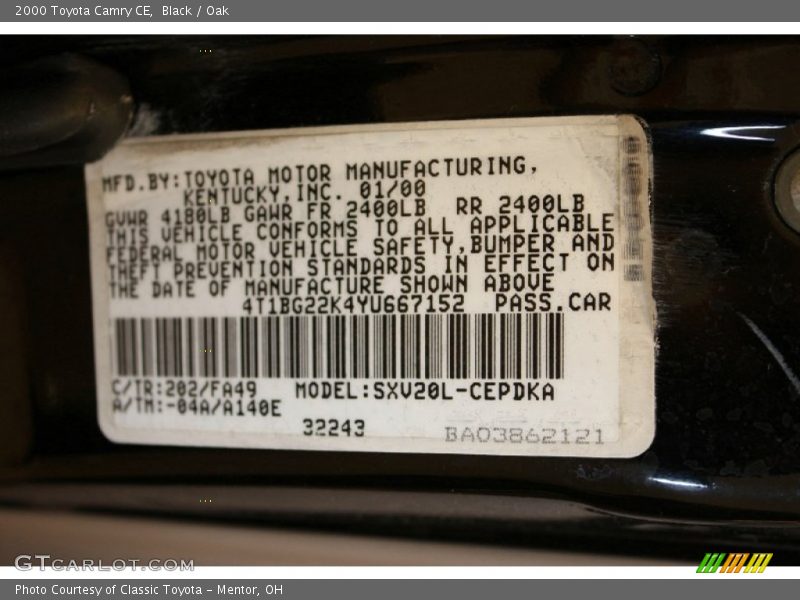 2000 Toyota Camry CE, Black / Oak
MFD.BY:TOYOTA MOTOR MANUFACTURING,
KENTUCKY,INC. 01/00
GVWR 4180LB GAWR FR 2400LB RR 2400LB
THIS VEHICLE CONFORMS TO ALL APPLICABLE
FEDERAL MOTOR VEHICLE SAFETY,BUMPER AND
THEFT PREVENTION STANDARDS IN EFFECT ON
THE DATE OF MANUFACTURE SHOWN ABOVE
4T1BG22K4YU667152 PASS.CAR
C/TR:202/FA49 MODEL:SXV20L-CEPDKA
A/TM:-04A/A140E
32243 BA03862121
GTCARLOT.COM
Photo Courtesy of Classic Toyota - Mentor, OH